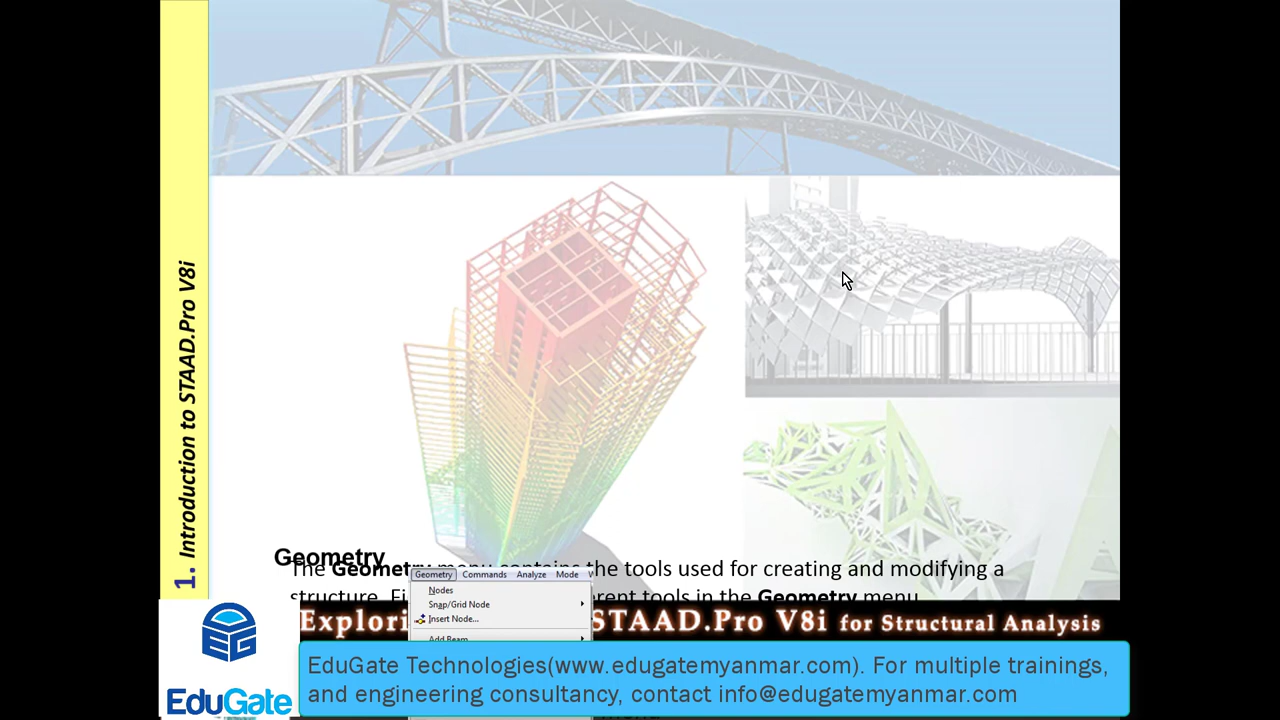 1. Introduction to STAAD.Pro V8i
Geometry
The Geometry menu contains the tools used for creating and modifying a
structure. erent tools in the Geometry menu
Geometry Commands Analyze Mode
Nodes
Snap/Grid Node
Insert Node...
Add Beam
Explori STAAD.Pro V8i for Structural Analysis
EduGate
EduGate Technologies(www.edugatemyanmar.com). For multiple trainings,
and engineering consultancy, contact info@edugatemyanmar.com